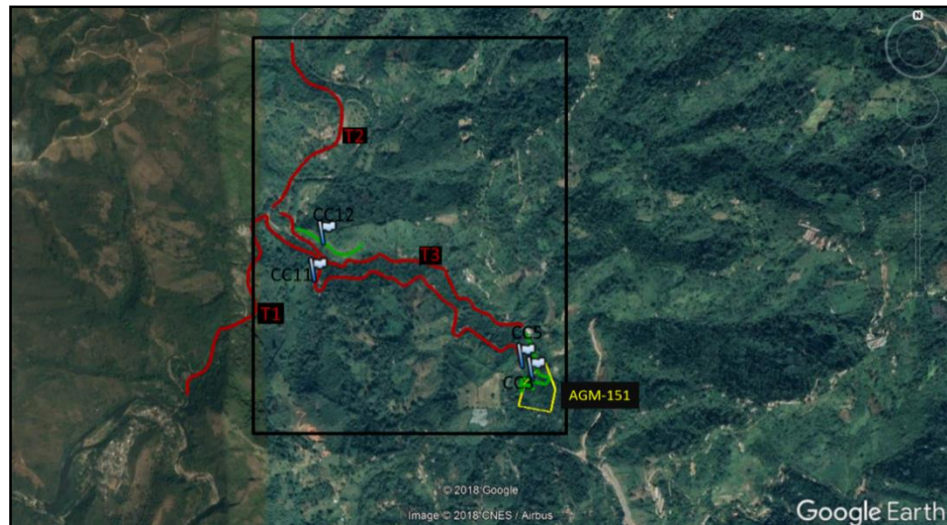 N
T2
CC12
T3
CC11
T1
CC5
AGM-151
© 2018 Google
Image © 2018 CNES / Airbus
Google Earth